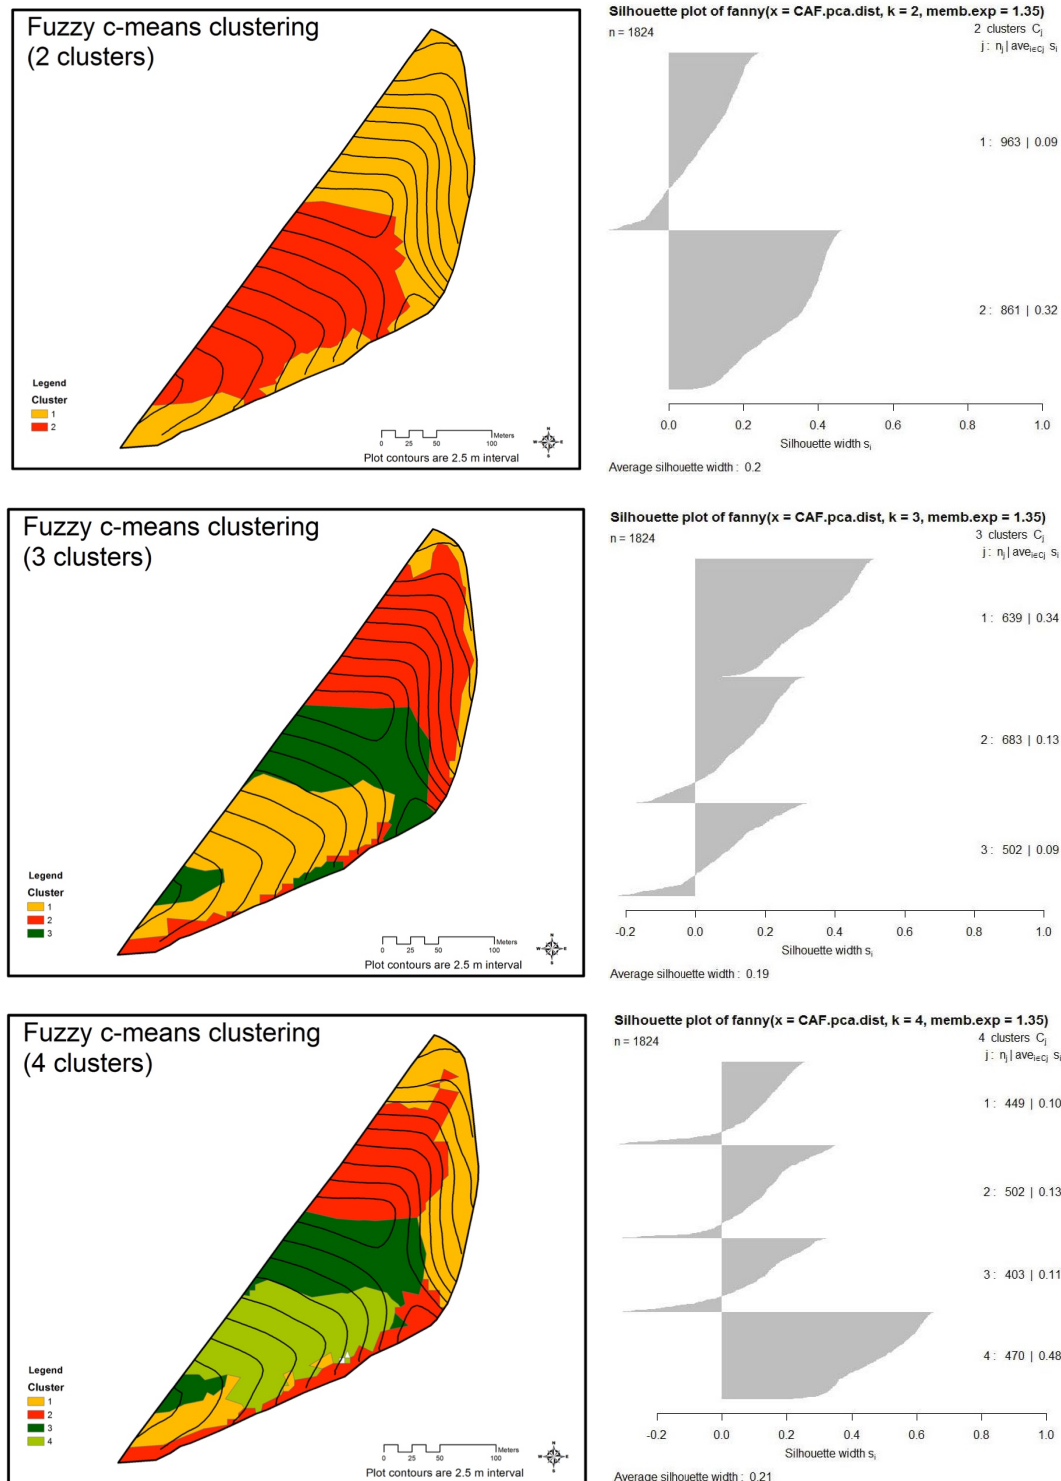 Fuzzy c-means clustering
(2 clusters)
Legend
Cluster
1
2
0 25 50 100
Meters
N
W E
S
Plot contours are 2.5 m interval
Silhouette plot of fanny(x = CAF.pca.dist, k = 2, memb.exp = 1.35)
n = 1824
2 clusters Cj
j : nj | avei∈Cj si
1 : 963 | 0.09
2 : 861 | 0.32
0.0 0.2 0.4 0.6 0.8 1.0
Silhouette width si
Average silhouette width : 0.2
Fuzzy c-means clustering
(3 clusters)
Legend
Cluster
1
2
3
0 25 50 100
Meters
N
W E
S
Plot contours are 2.5 m interval
Silhouette plot of fanny(x = CAF.pca.dist, k = 3, memb.exp = 1.35)
n = 1824
3 clusters Cj
j : nj | avei∈Cj si
1 : 639 | 0.34
2 : 683 | 0.13
3 : 502 | 0.09
-0.2 0.0 0.2 0.4 0.6 0.8 1.0
Silhouette width si
Average silhouette width : 0.19
Fuzzy c-means clustering
(4 clusters)
Legend
Cluster
1
2
3
4
0 25 50 100
Meters
N
W E
S
Plot contours are 2.5 m interval
Silhouette plot of fanny(x = CAF.pca.dist, k = 4, memb.exp = 1.35)
n = 1824
4 clusters Cj
j : nj | avei∈Cj si
1 : 449 | 0.10
2 : 502 | 0.13
3 : 403 | 0.11
4 : 470 | 0.48
-0.2 0.0 0.2 0.4 0.6 0.8 1.0
Silhouette width si
Average silhouette width : 0.21